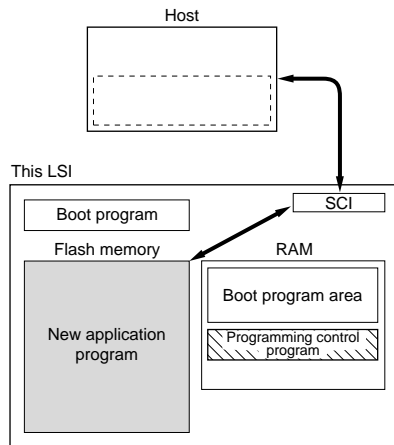 Host
This LSI
SCI
Boot program
Flash memory
RAM
Boot program area
New application
program
Programming control
program